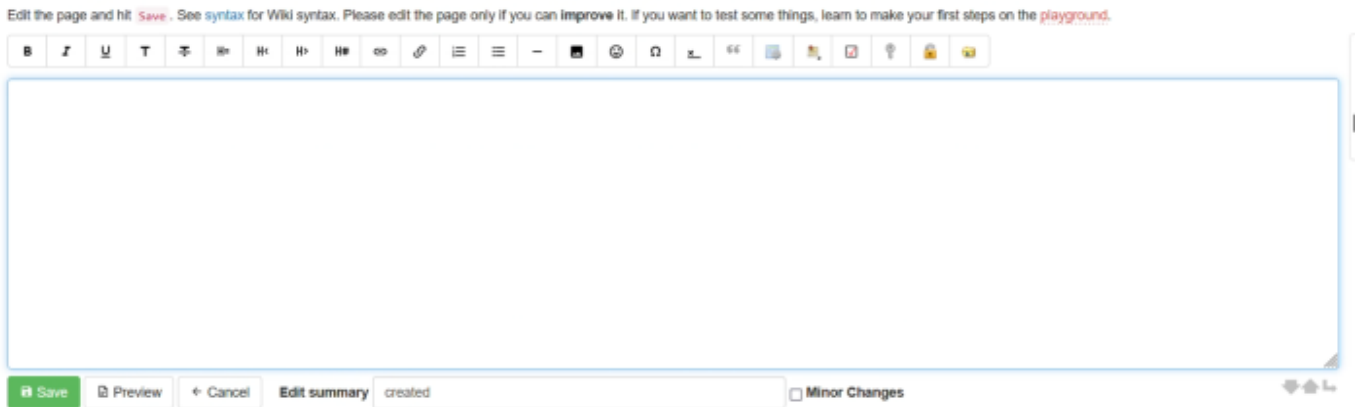 Edit the page and hit Save . See syntax for Wiki syntax. Please edit the page only if you can improve it. If you want to test some things, learn to make your first steps on the playground.
B I U T T H= H< H> H# Ω
Save Preview ← Cancel Edit summary created Minor Changes